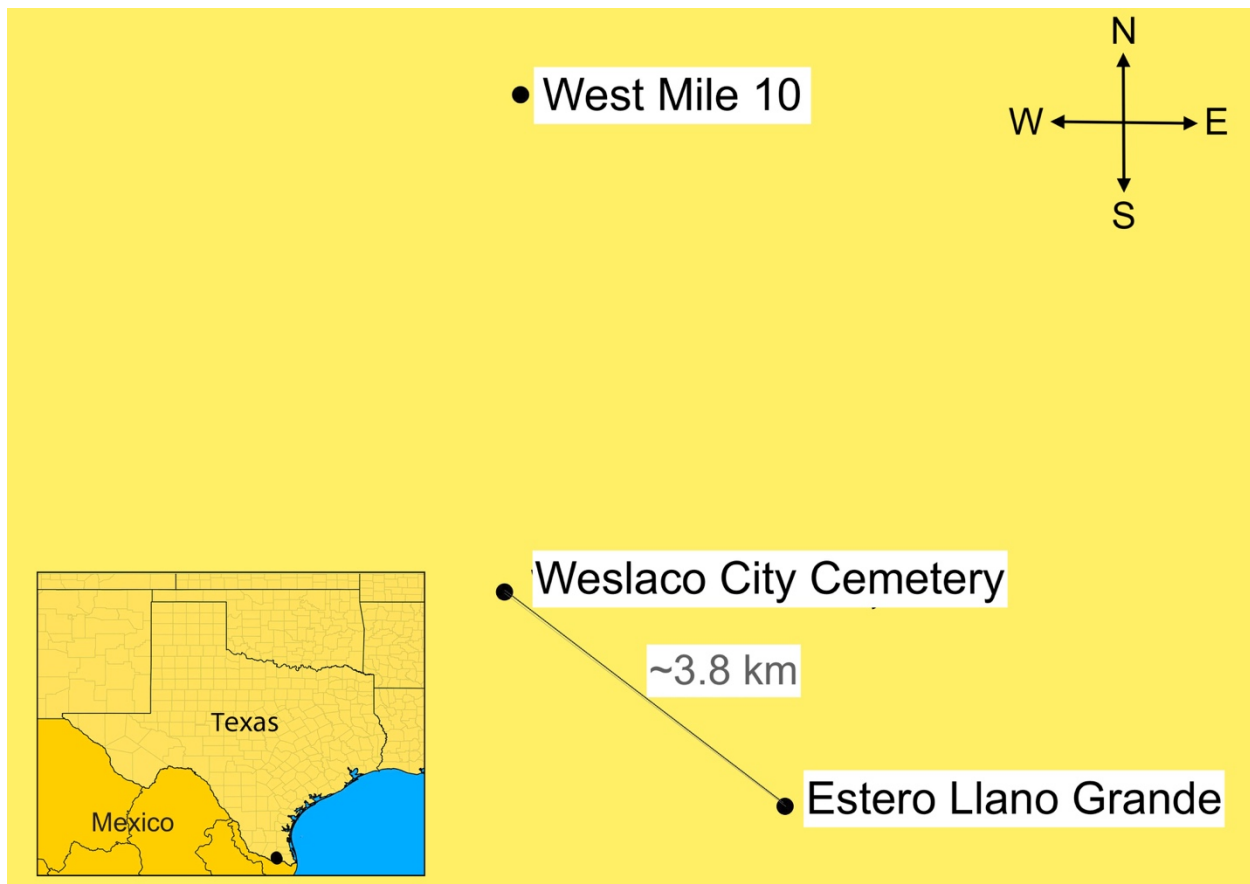 N
West Mile 10
W E
S
Weslaco City Cemetery
~3.8 km
Texas
Estero Llano Grande
Mexico